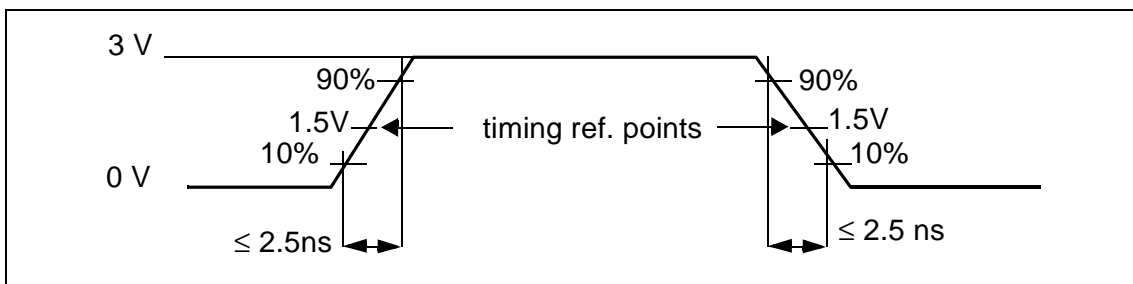 3 V
90%
90%
1.5V
timing ref. points
1.5V
10%
10%
0 V
≤ 2.5ns
≤ 2.5 ns